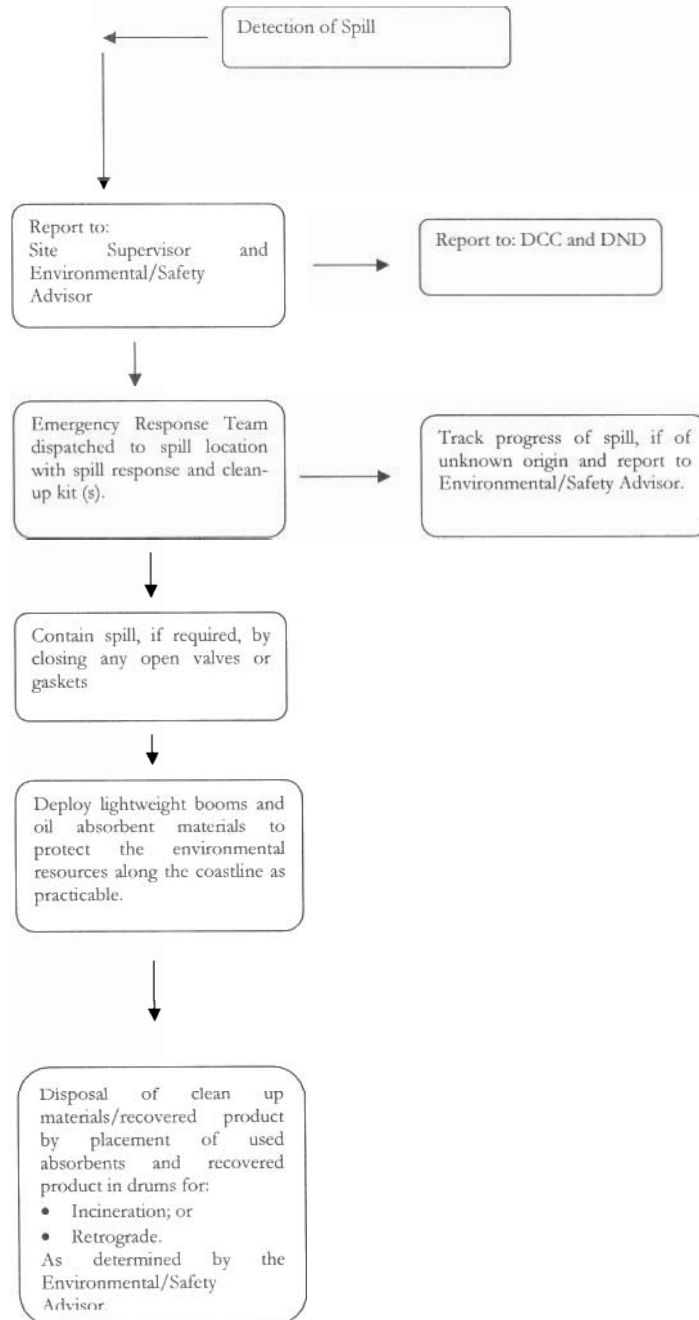 Detection of Spill
Report to:
Site Supervisor and
Environmental/Safety
Advisor
Report to: DCC and DND
Emergency Response Team
dispatched to spill location
with spill response and clean-
up kit (s).
Track progress of spill, if of
unknown origin and report to
Environmental/Safety Advisor.
Contain spill, if required, by
closing any open valves or
gaskets
Deploy lightweight booms and
oil absorbent materials to
protect the environmental
resources along the coastline as
practicable.
Disposal of clean up
materials/recovered product
by placement of used
absorbents and recovered
product in drums for:
• Incineration; or
• Retrograde.
As determined by the
Environmental/Safety
Advisor.